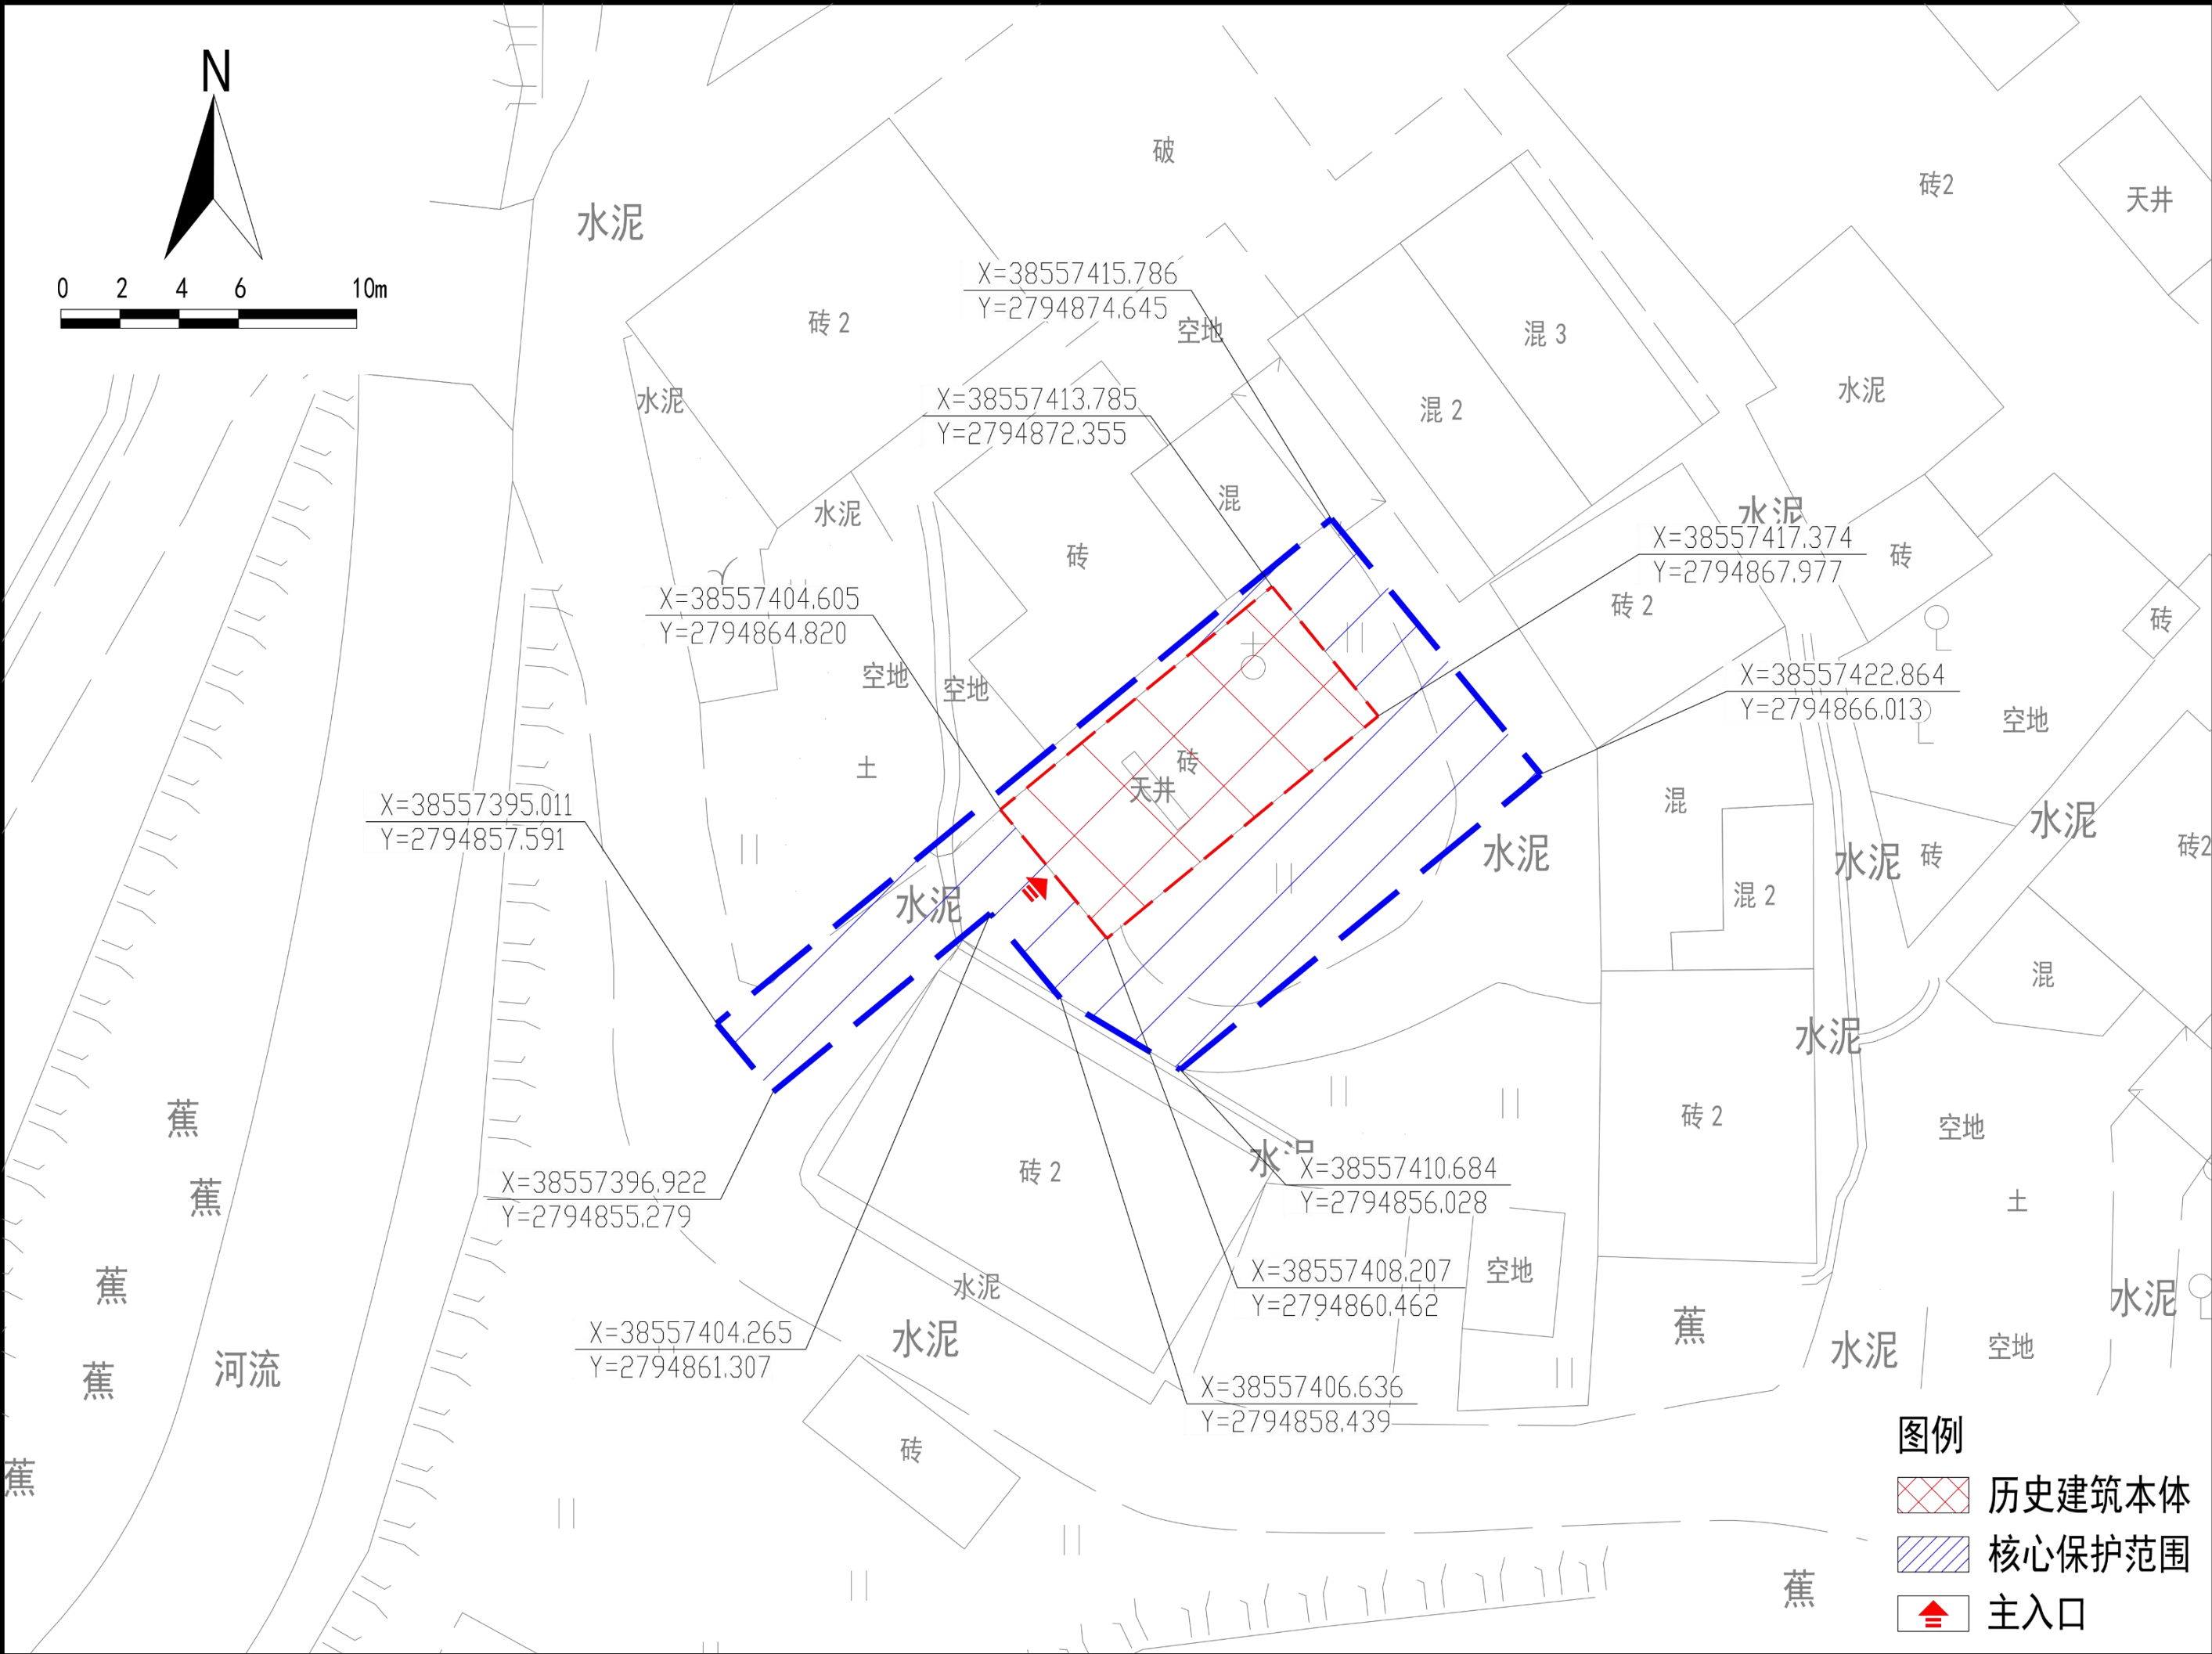 N
0 2 4 6 10m
水泥
破
砖2
天井
砖 2
空地
混 3
混 2
水泥
水泥
X=38557415.786
Y=2794874.645
X=38557413.785
Y=2794872.355
水泥
混
砖
水泥
X=38557417.374
Y=2794867.977
砖
砖 2
砖
X=38557404.605
Y=2794864.820
空地
空地
X=38557422.864
Y=2794866.013
空地
土
砖
天井
X=38557395.011
Y=2794857.591
混
水泥
水泥
水泥
砖
砖2
水泥
混 2
混
水泥
蕉
砖 2
空地
水泥
砖 2
X=38557410.684
Y=2794856.028
X=38557396.922
Y=2794855.279
蕉
土
X=38557408.207
Y=2794860.462
空地
蕉
水泥
水泥
X=38557404.265
Y=2794861.307
水泥
蕉
水泥
空地
河流
蕉
X=38557406.636
Y=2794858.439
砖
蕉
蕉
图例
历史建筑本体
核心保护范围
主入口